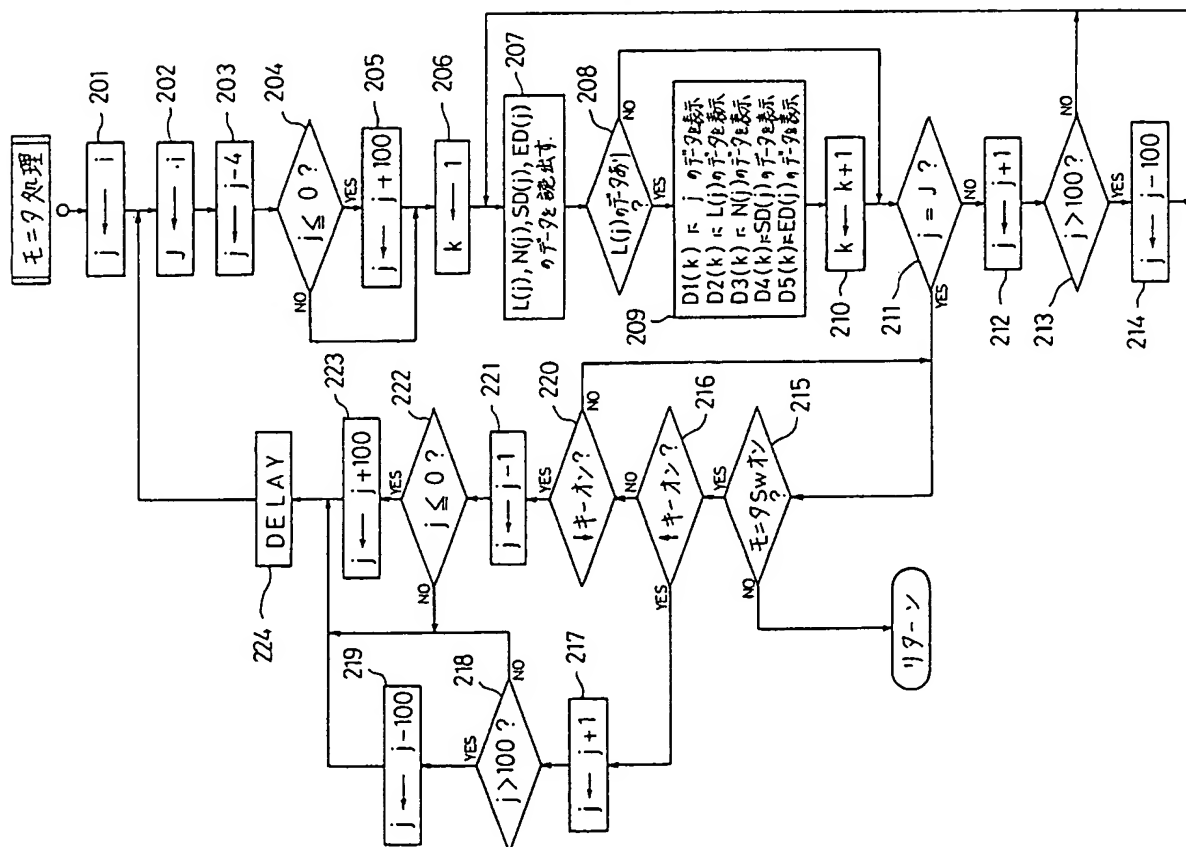 モニタ処理
201
j ← i
202
J ← j
203
j ← j-4
204
j ≦ 0 ?
NO
YES
205
j ← j+100
206
k ← 1
207
L(j), N(j), SD(j), ED(j)
のデータを読出す.
208
L(j)のデータあり
?
NO
YES
209
D1(k) に j のデータを表示
D2(k) に L(j)のデータを表示
D3(k) に N(j)のデータを表示
D4(k)にSD(j)のデータを表示
D5(k)にED(j)のデータを表示
210
k ← k+1
211
j = J ?
YES
NO
212
j ← j+1
213
j > 100 ?
NO
YES
214
j ← j-100
215
モニタSwオン
?
NO
YES
リターン
216
↑キーオン?
YES
NO
217
j ← j+1
218
j > 100 ?
NO
YES
219
j ← j-100
220
↓キーオン?
NO
YES
221
j ← j-1
222
j ≦ 0 ?
NO
YES
223
j ← j+100
224
DELAY